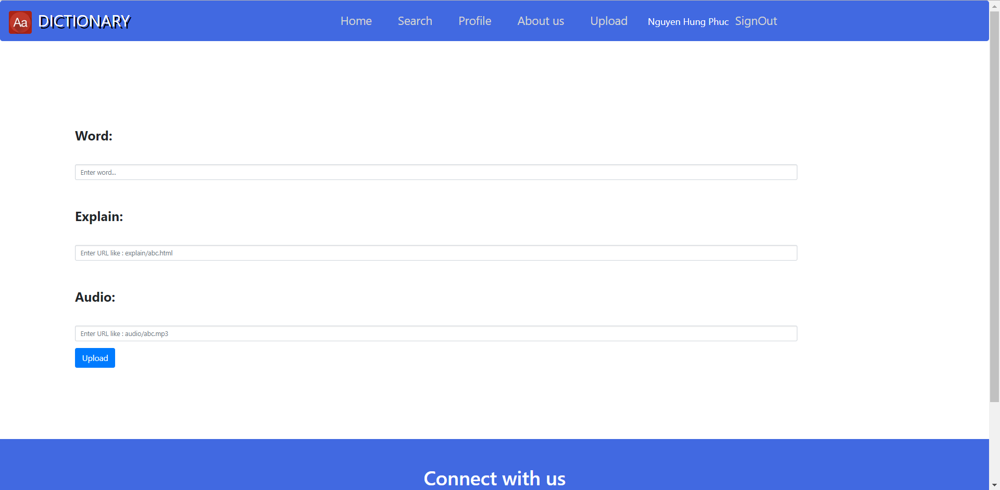 Aa DICTIONARY Home Search Profile About us Upload Nguyen Hung Phuc SignOut
Word:
Enter word...
Explain:
Enter URL like : explain/abc.html
Audio:
Enter URL like : audio/abc.mp3
Upload
Connect with us